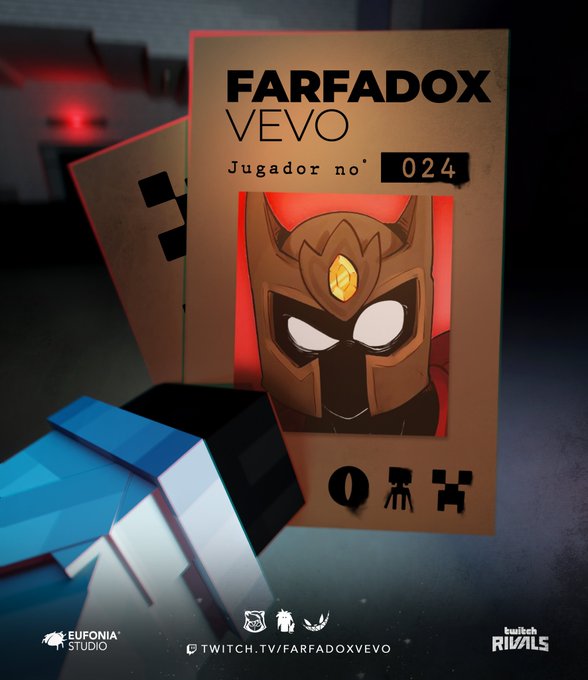 FARFADOX
VEVO
Jugador no° 024
EUFONIA®
STUDIO
TWITCH.TV/FARFADOXVEVO
twitch
RIVALS